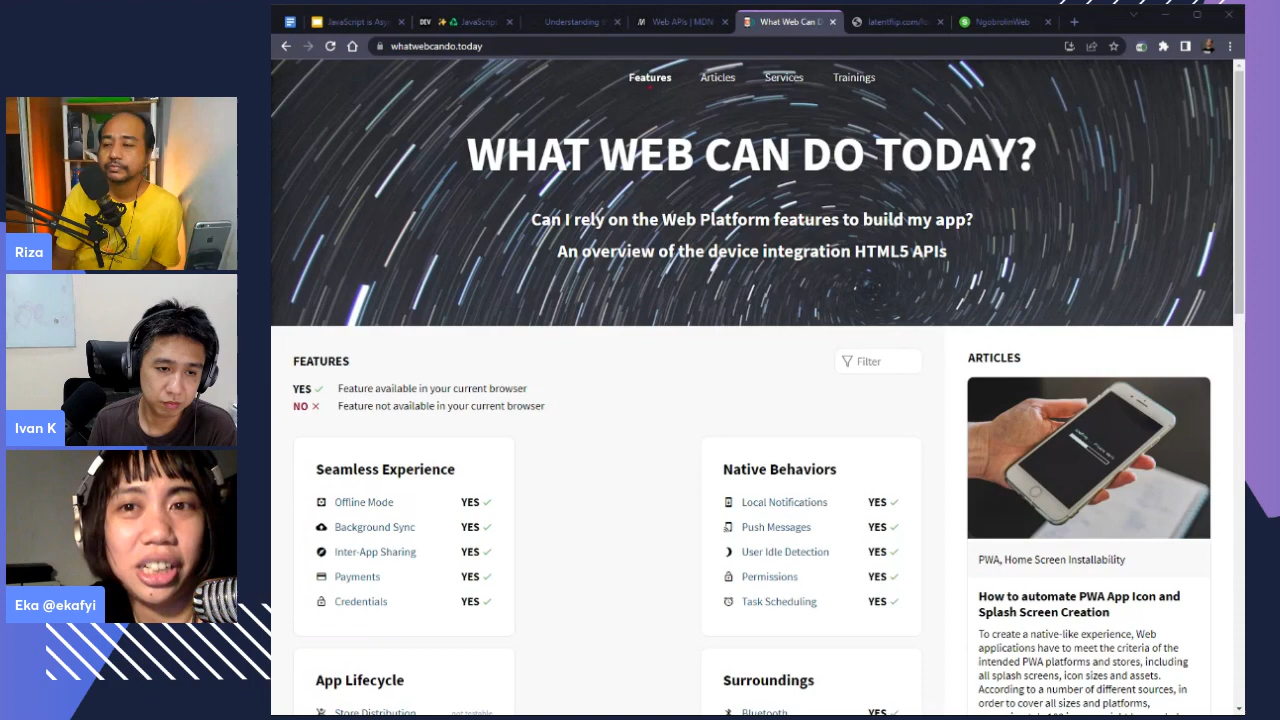 JavaScript is Asyn
DEV
JavaScrip
Understanding t
Web APIs | MDN
What Web Can D
latentflip.com/lo
NgobrolinWeb
whatwebcando.today
Features
Articles
Services
Trainings
WHAT WEB CAN DO TODAY?
Can I rely on the Web Platform features to build my app?
An overview of the device integration HTML5 APIs
Riza
Ivan K
Eka @ekafyi
FEATURES
Filter
YES ✓ Feature available in your current browser
NO ✕ Feature not available in your current browser
Seamless Experience
Offline Mode YES ✓
Background Sync YES ✓
Inter-App Sharing YES ✓
Payments YES ✓
Credentials YES ✓
App Lifecycle
Store Distribution not testable
Native Behaviors
Local Notifications YES ✓
Push Messages YES ✓
User Idle Detection YES ✓
Permissions YES ✓
Task Scheduling YES ✓
Surroundings
Bluetooth YES ✓
ARTICLES
PWA, Home Screen Installability
How to automate PWA App Icon and
Splash Screen Creation
To create a native-like experience, Web
applications have to meet the criteria of the
intended PWA platforms and stores, including
all splash screens, icon sizes and assets.
According to a number of different sources, in
order to cover all sizes and platforms,